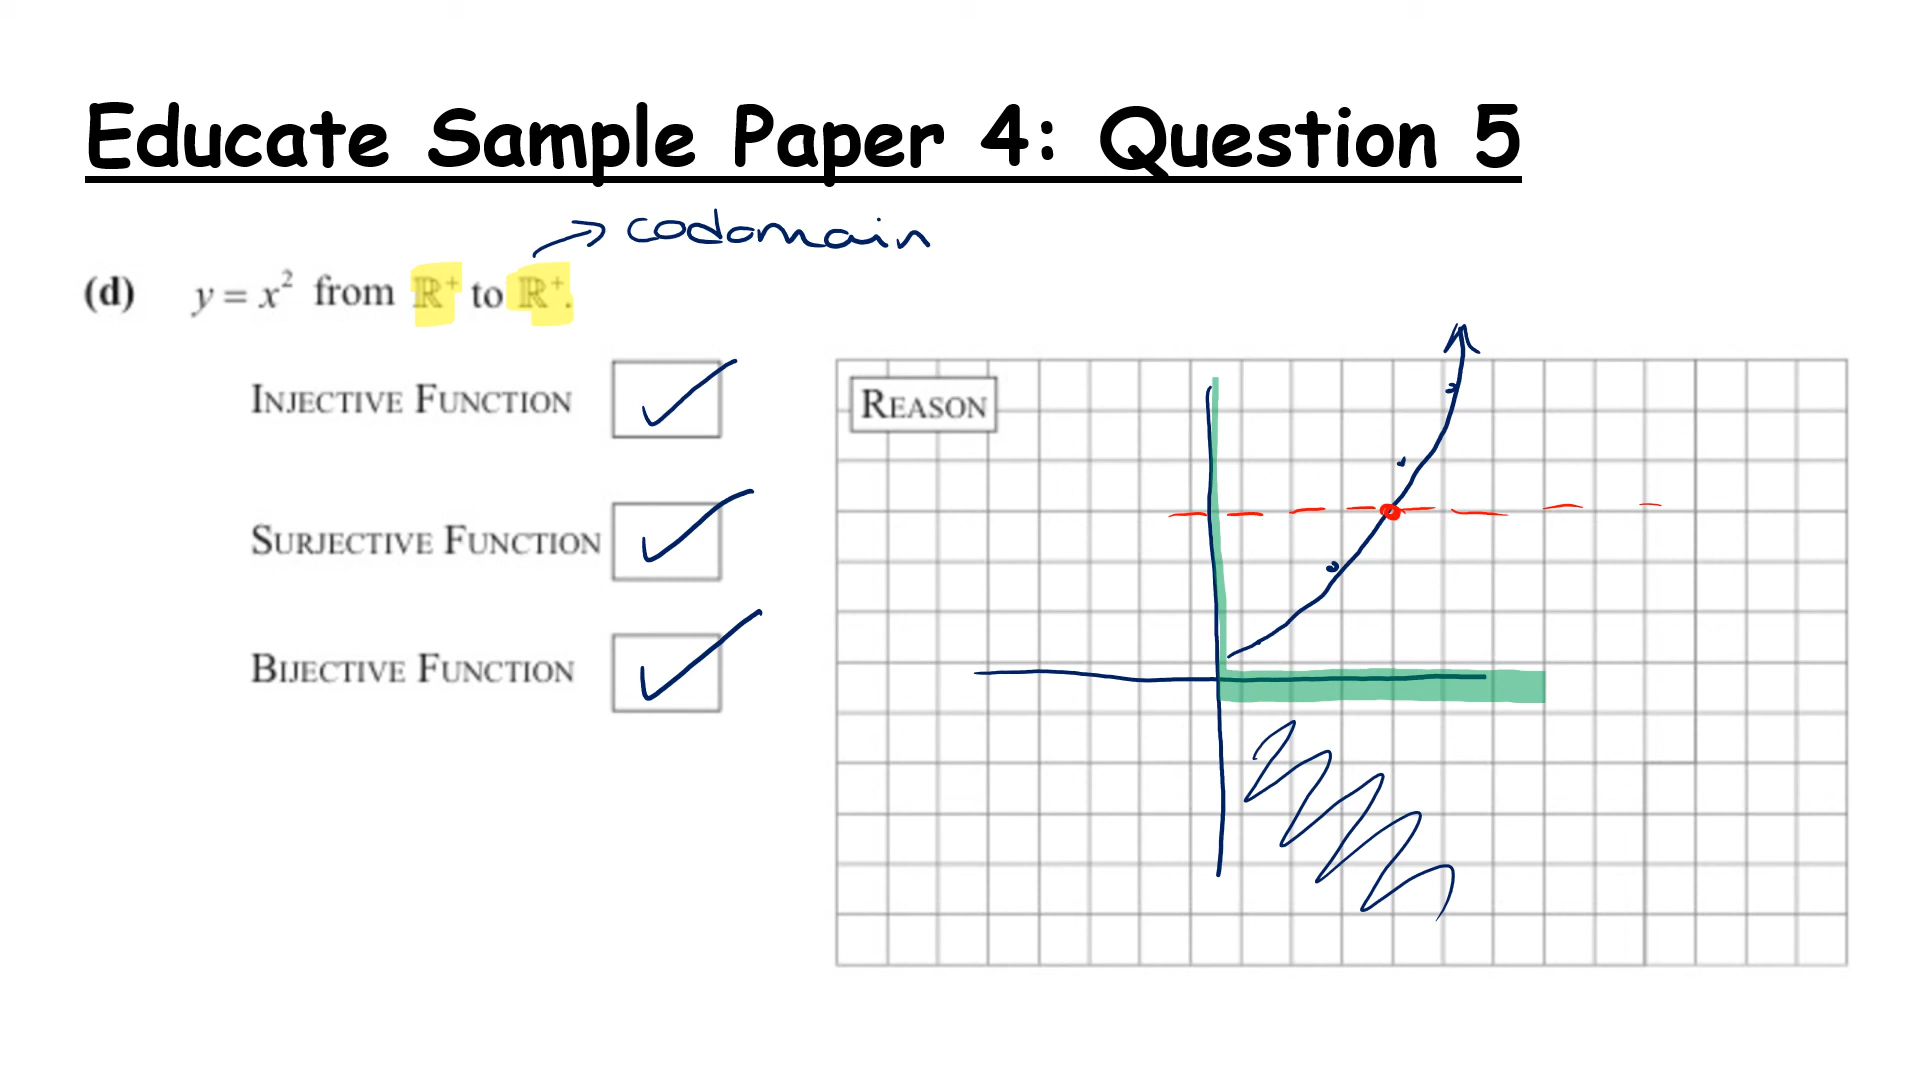 Educate Sample Paper 4: Question 5
codomain
(d) y = x² from ℝ⁺ to ℝ⁺.
INJECTIVE FUNCTION
REASON
SURJECTIVE FUNCTION
BIJECTIVE FUNCTION